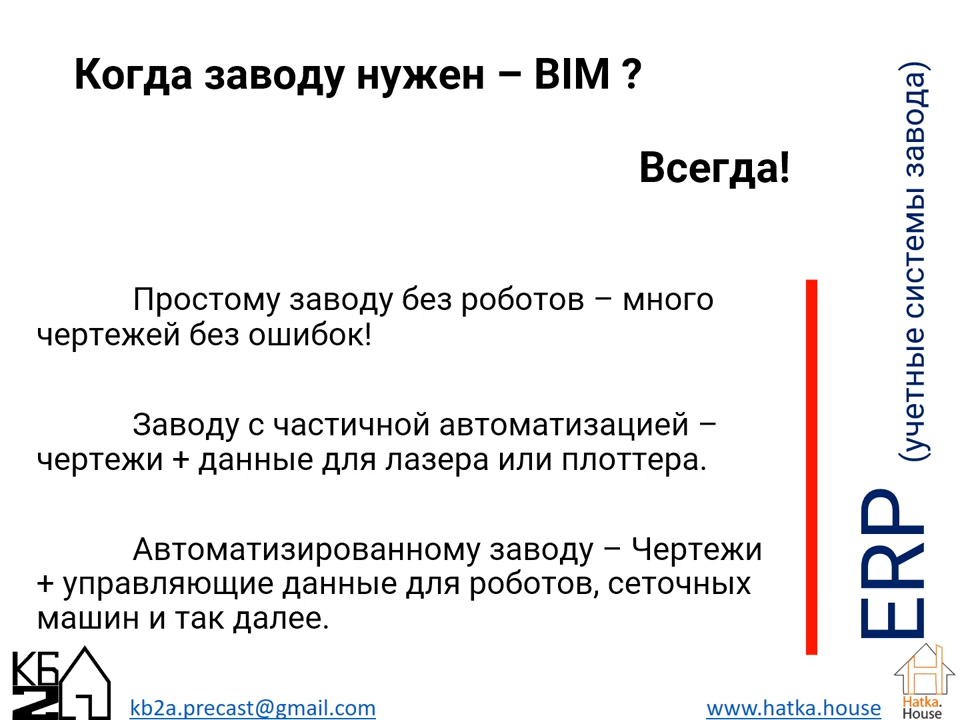 Когда заводу нужен – BIM ?
Всегда!
Простому заводу без роботов – много
чертежей без ошибок!
Заводу с частичной автоматизацией –
чертежи + данные для лазера или плоттера.
Автоматизированному заводу – Чертежи
+ управляющие данные для роботов, сеточных
машин и так далее.
ERP (учетные системы завода)
КБ
2
kb2a.precast@gmail.com
www.hatka.house
Hatka.
House